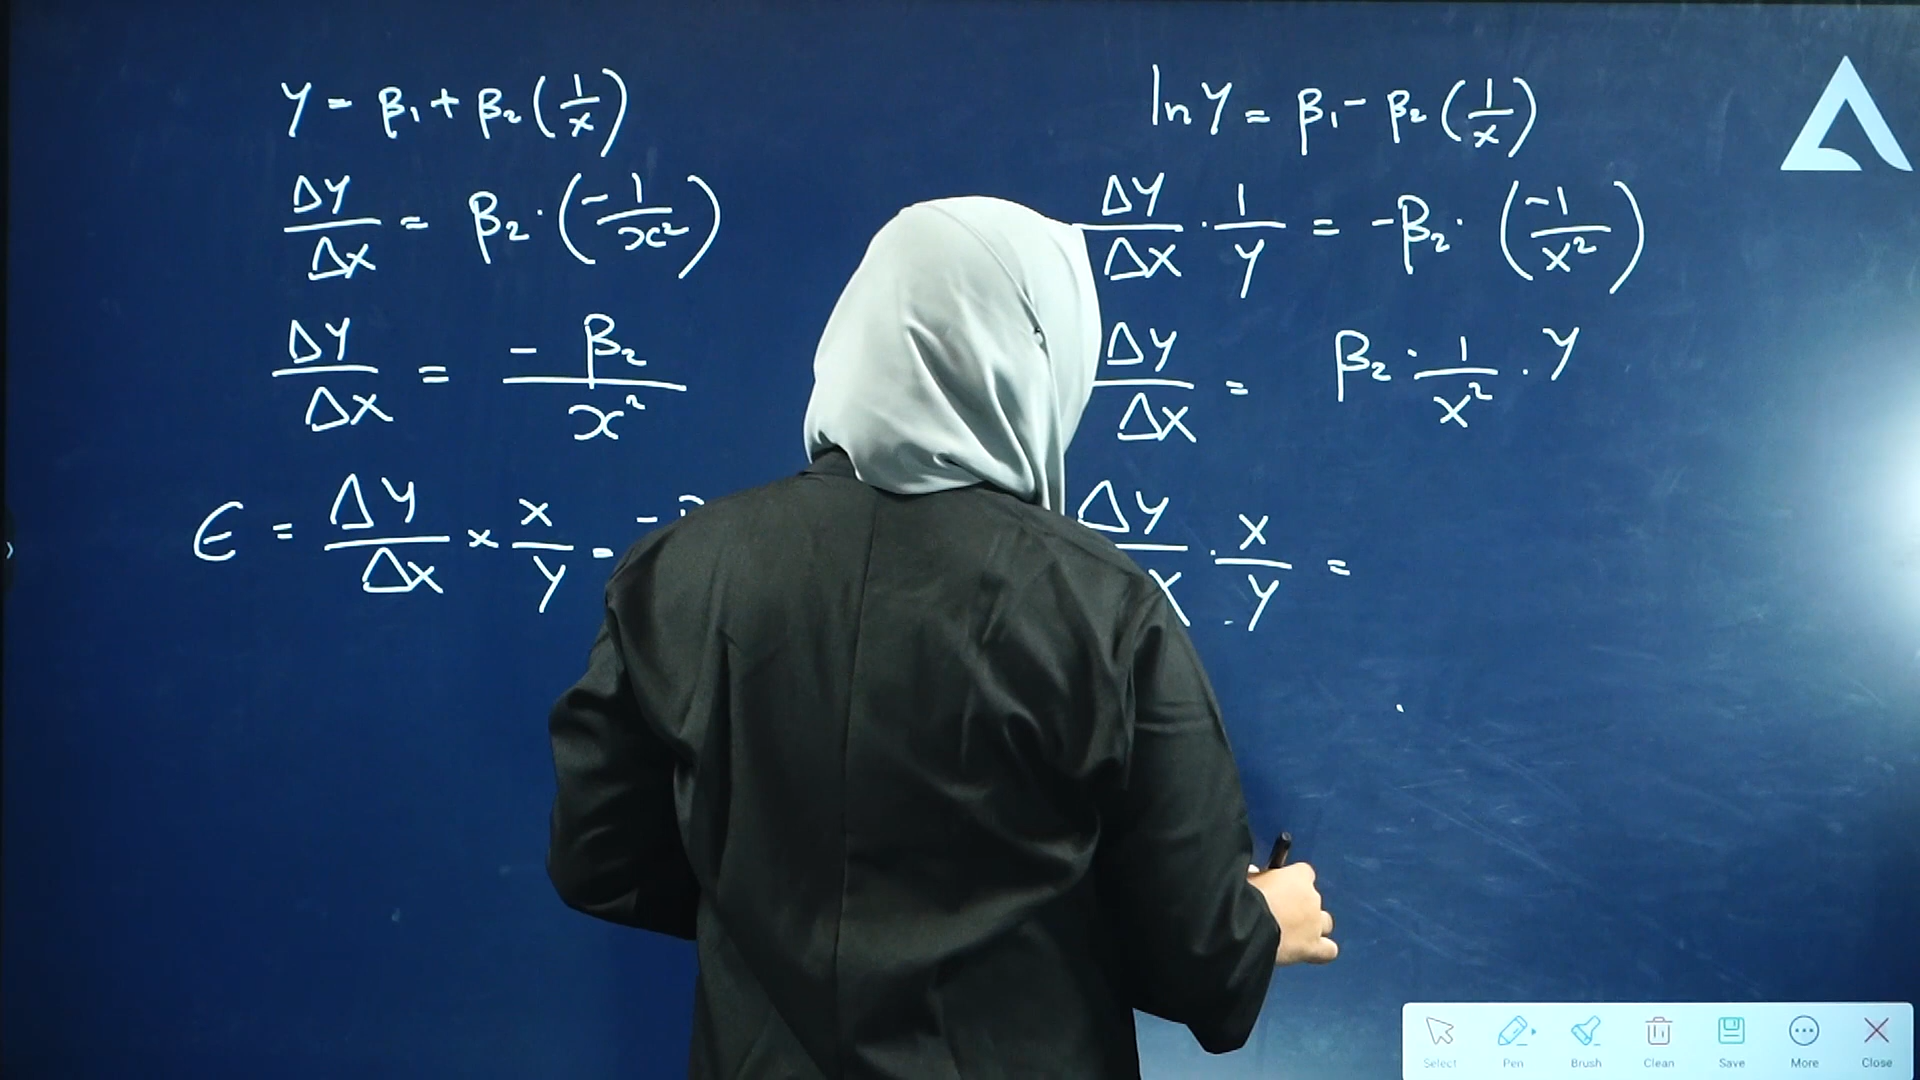 Y = β₁ + β₂ (1/x)
ΔY/ΔX = β₂ · (-1/x²)
ΔY/ΔX = -β₂/x²
ϵ = ΔY/ΔX × X/Y = -
ln Y = β₁ - β₂ (1/x)
ΔY/ΔX · 1/Y = -β₂ · (-1/X²)
ΔY/ΔX = β₂ · 1/X² · Y
ΔY/X · X/Y =
Select Pen Brush Clean Save More Close